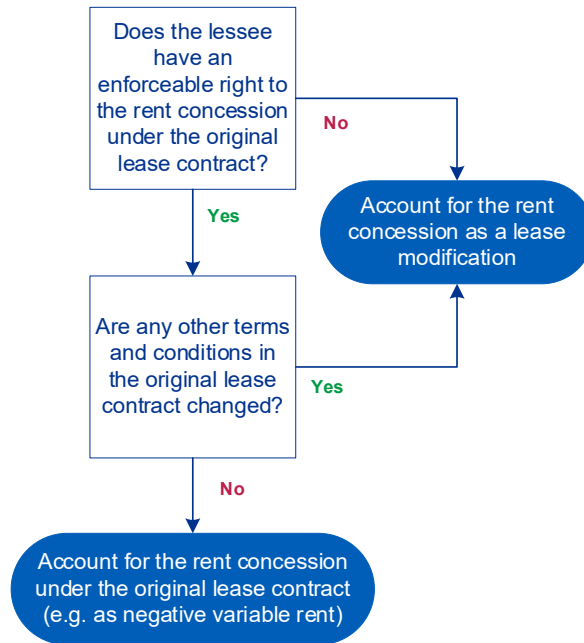 Does the lessee
have an
enforceable right to
the rent concession
under the original
lease contract?
No
Yes
Account for the rent
concession as a lease
modification
Are any other terms
and conditions in
the original lease
contract changed?
Yes
No
Account for the rent concession
under the original lease contract
(e.g. as negative variable rent)